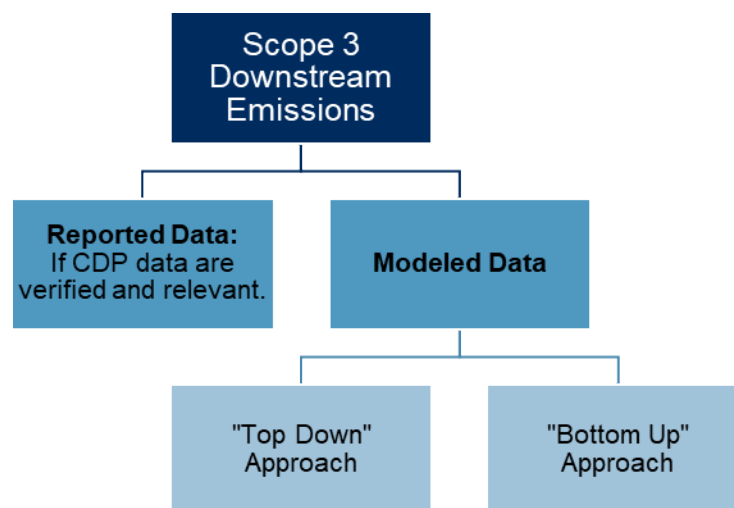 Scope 3
Downstream
Emissions
Reported Data:
If CDP data are
verified and relevant.
Modeled Data
"Top Down"
Approach
"Bottom Up"
Approach